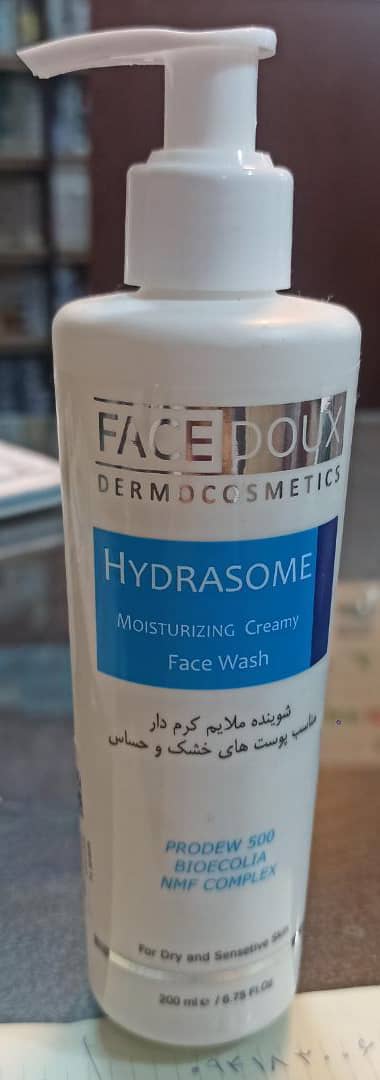 FACE DOUX
DERMOCOSMETICS
HYDRASOME
MOISTURIZING Creamy
Face Wash
شوینده ملایم کرم دار
مناسب پوست های خشک و حساس
PRODEW 500
BIOECOLIA
NMF COMPLEX
For Dry and Sensetive Skin
200 ml e / 6.75 Fl.Oz